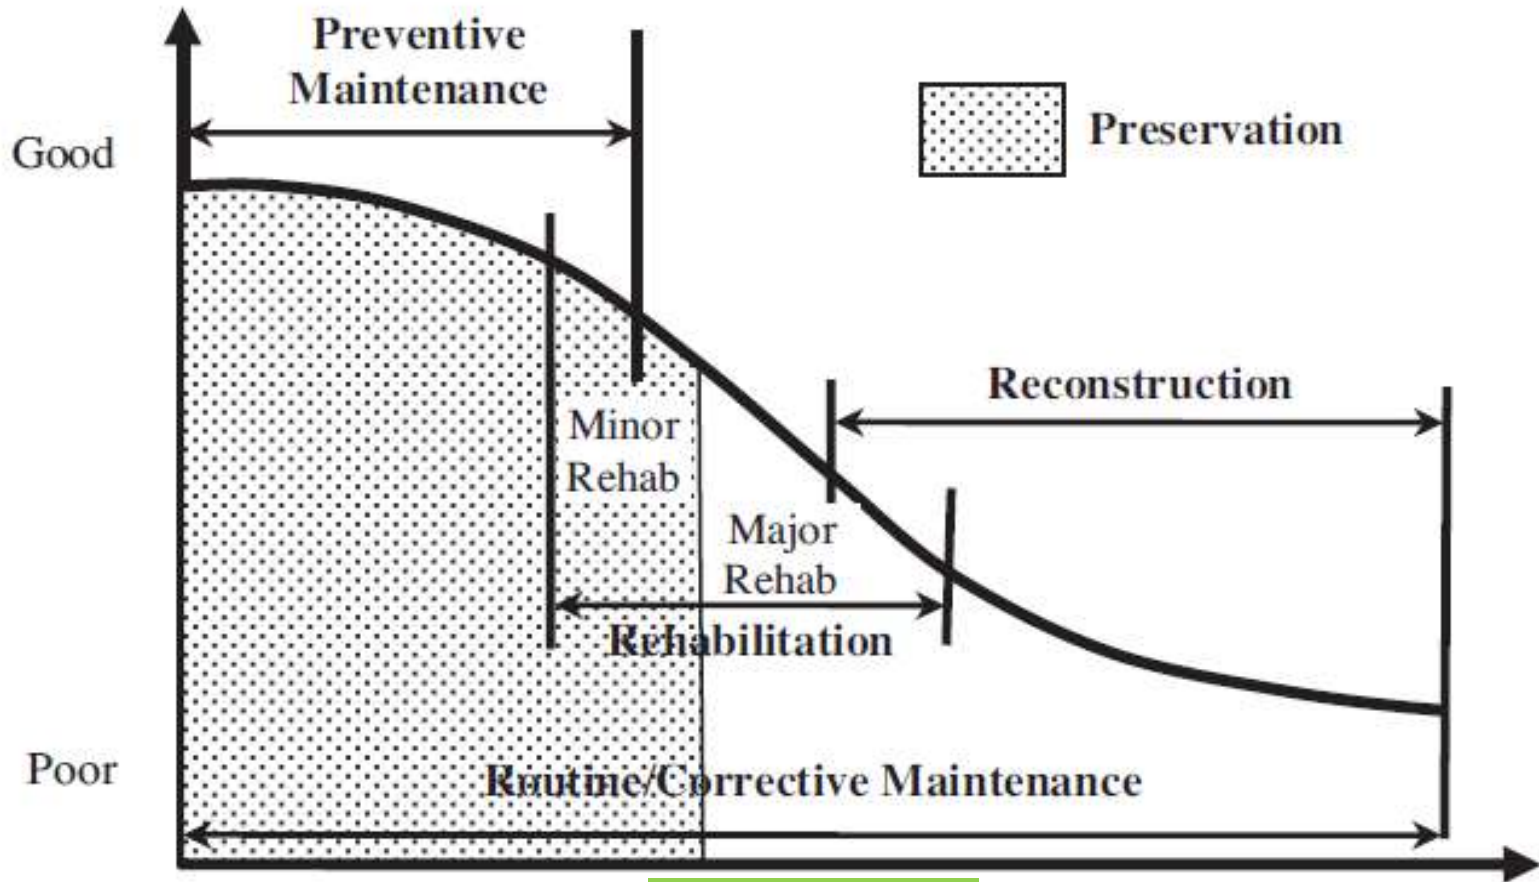 Preventive
Maintenance
Good
Preservation
Reconstruction
Minor
Rehab
Major
Rehab
Rehabilitation
Poor
Routine/Corrective Maintenance